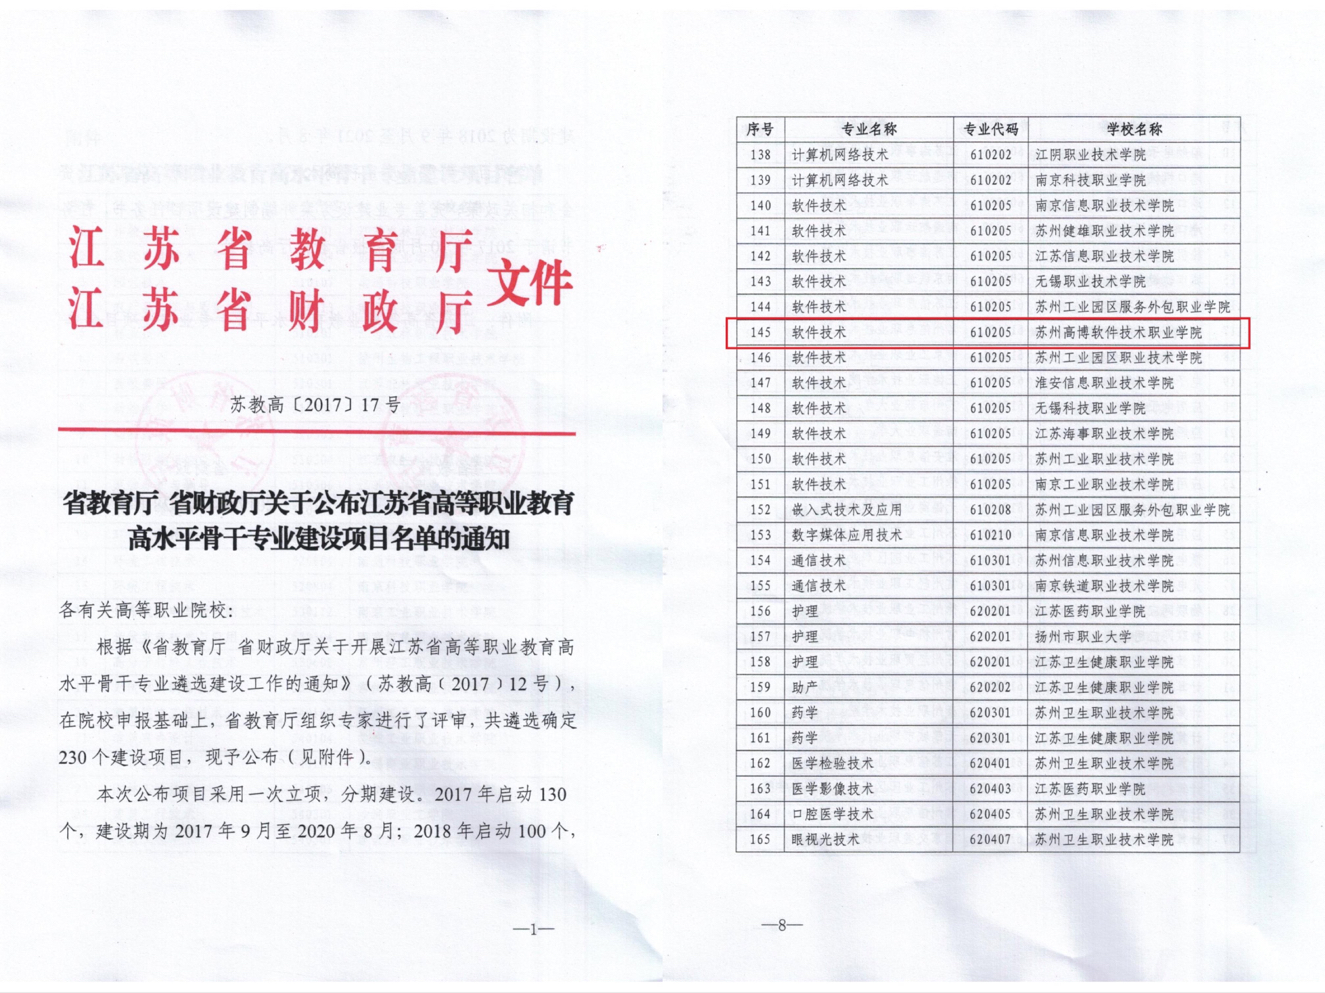 江苏省教育厅
江苏省财政厅
文件
苏教高〔2017〕17号
省教育厅 省财政厅关于公布江苏省高等职业教育
高水平骨干专业建设项目名单的通知
各有关高等职业院校：
根据《省教育厅 省财政厅关于开展江苏省高等职业教育高
水平骨干专业遴选建设工作的通知》（苏教高﹝2017﹞12号），
在院校申报基础上，省教育厅组织专家进行了评审，共遴选确定
230个建设项目，现予公布（见附件）。
本次公布项目采用一次立项，分期建设。2017年启动130
个，建设期为2017年9月至2020年8月；2018年启动100个，
—1—
序号 专业名称 专业代码 学校名称
138 计算机网络技术 610202 江阴职业技术学院
139 计算机网络技术 610202 南京科技职业学院
140 软件技术 610205 南京信息职业技术学院
141 软件技术 610205 苏州健雄职业技术学院
142 软件技术 610205 江苏信息职业技术学院
143 软件技术 610205 无锡职业技术学院
144 软件技术 610205 苏州工业园区服务外包职业学院
145 软件技术 610205 苏州高博软件技术职业学院
146 软件技术 610205 苏州工业园区职业技术学院
147 软件技术 610205 淮安信息职业技术学院
148 软件技术 610205 无锡科技职业学院
149 软件技术 610205 江苏海事职业技术学院
150 软件技术 610205 苏州经贸职业技术学院
151 软件技术 610205 南京工业职业技术学院
152 嵌入式技术及应用 610208 苏州工业园区服务外包职业学院
153 数字媒体应用技术 610210 南京信息职业技术学院
154 通信技术 610301 苏州信息职业技术学院
155 通信技术 610301 南京铁道职业技术学院
156 护理 620201 江苏医药职业学院
157 护理 620201 扬州市职业大学
158 护理 620201 江苏卫生健康职业学院
159 助产 620202 江苏卫生健康职业学院
160 药学 620301 苏州卫生职业技术学院
161 药学 620301 江苏卫生健康职业学院
162 医学检验技术 620401 苏州卫生职业技术学院
163 医学影像技术 620403 江苏医药职业学院
164 口腔医学技术 620405 苏州卫生职业技术学院
165 眼视光技术 620407 苏州卫生职业技术学院
—8—